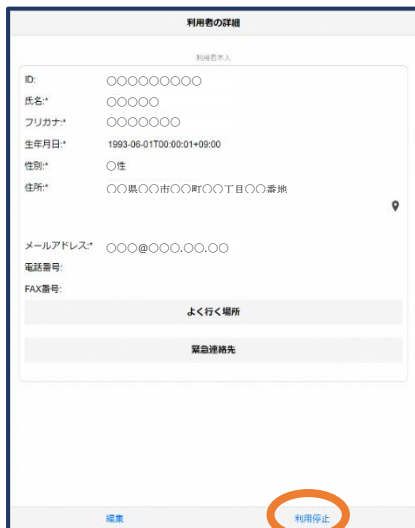 利用者の詳細
利用者本人
ID: ○○○○○○○○○
氏名:* ○○○○○
フリガナ:* ○○○○○○○
生年月日:* 1993-06-01T00:00:01+09:00
性別:* ○性
住所:* ○○県○○市○○町○○丁目○○番地
メールアドレス:* ○○○@○○○.○○.○○
電話番号:
FAX番号:
よく行く場所
緊急連絡先
編集 利用停止